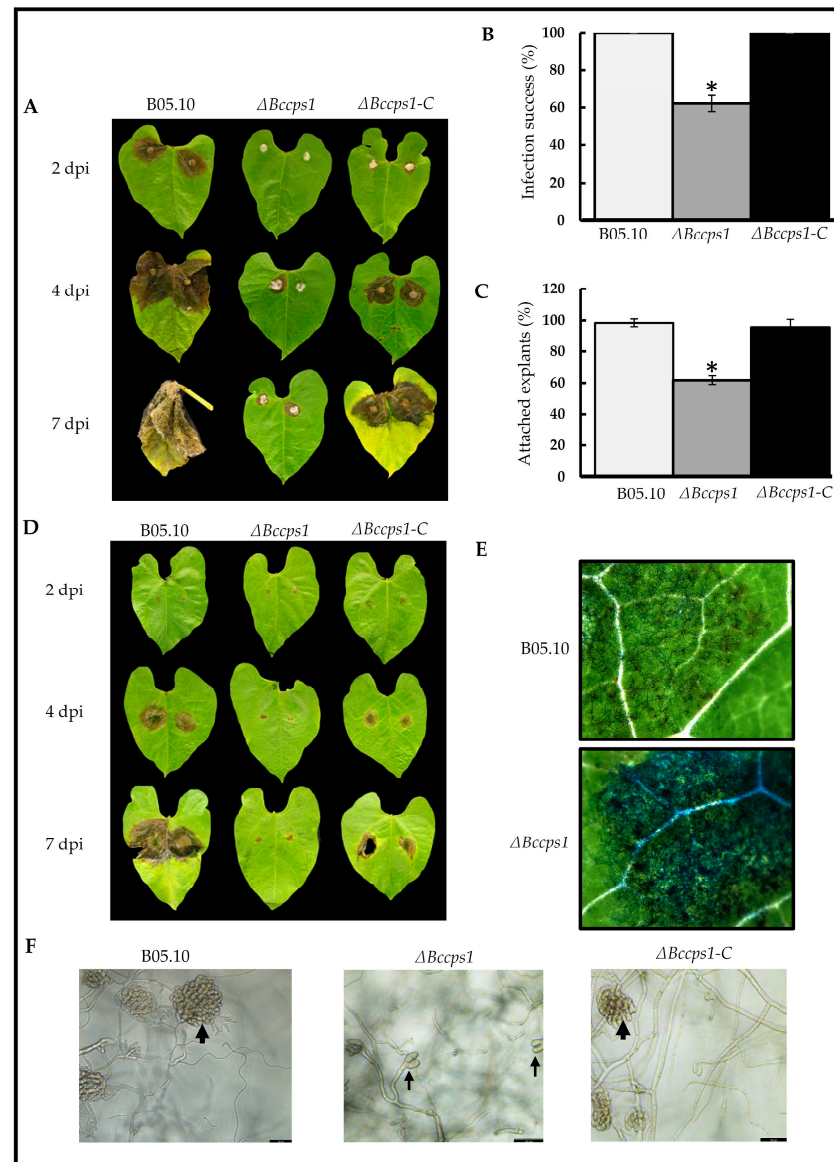 A
B05.10 ΔBccps1 ΔBccps1-C
2 dpi
4 dpi
7 dpi
B
Infection success (%)
100
80
60
40
20
0
*
B05.10 ΔBccps1 ΔBccps1-C
C
Attached explants (%)
120
100
80
60
40
20
0
*
B05.10 ΔBccps1 ΔBccps1-C
D
B05.10 ΔBccps1 ΔBccps1-C
2 dpi
4 dpi
7 dpi
E
B05.10
ΔBccps1
F
B05.10 ΔBccps1 ΔBccps1-C